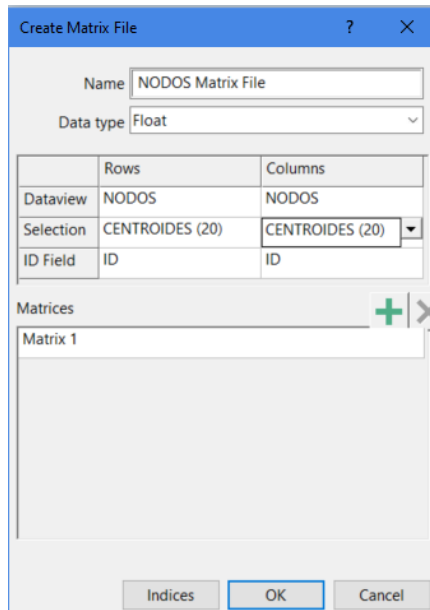 Create Matrix File ? ×
Name NODOS Matrix File
Data type Float
Rows Columns
Dataview NODOS NODOS
Selection CENTROIDES (20) CENTROIDES (20)
ID Field ID ID
Matrices
Matrix 1
Indices OK Cancel